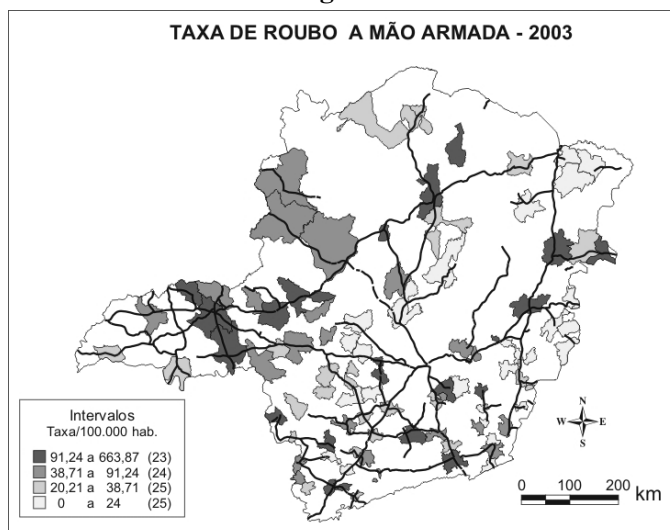 TAXA DE ROUBO A MÃO ARMADA - 2003
Intervalos
Taxa/100.000 hab.
91,24 a 663,87 (23)
38,71 a 91,24 (24)
20,21 a 38,71 (25)
0 a 24 (25)
N
W E
S
0 100 200
km